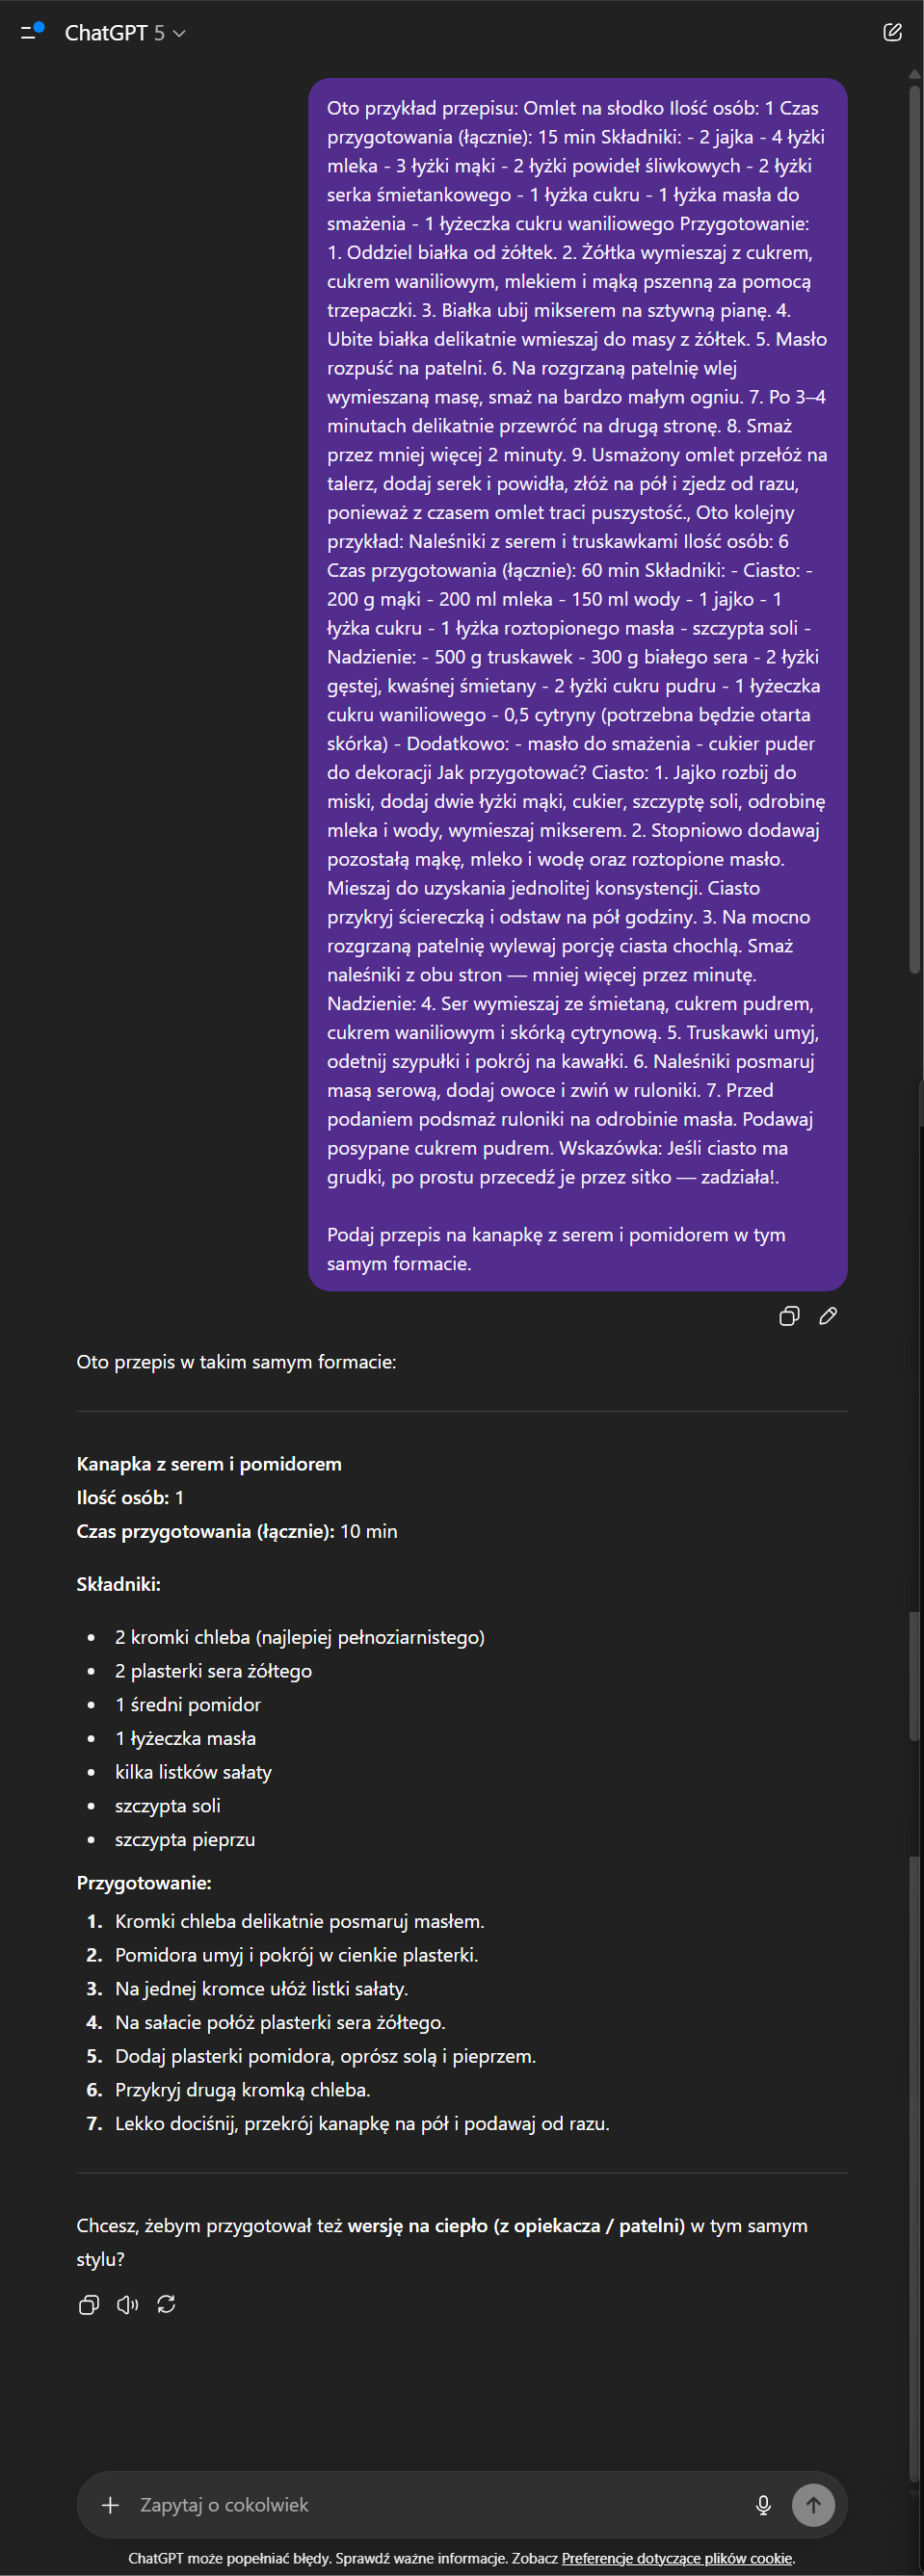 ChatGPT 5
Oto przykład przepisu: Omlet na słodko Ilość osób: 1 Czas
przygotowania (łącznie): 15 min Składniki: - 2 jajka - 4 łyżki
mleka - 3 łyżki mąki - 2 łyżki powideł śliwkowych - 2 łyżki
serka śmietankowego - 1 łyżka cukru - 1 łyżka masła do
smażenia - 1 łyżeczka cukru waniliowego Przygotowanie:
1. Oddziel białka od żółtek. 2. Żółtka wymieszaj z cukrem,
cukrem waniliowym, mlekiem i mąką pszenną za pomocą
trzepaczki. 3. Białka ubij mikserem na sztywną pianę. 4.
Ubite białka delikatnie wmieszaj do masy z żółtek. 5. Masło
rozpuść na patelni. 6. Na rozgrzaną patelnię wlej
wymieszaną masę, smaż na bardzo małym ogniu. 7. Po 3–4
minutach delikatnie przewróć na drugą stronę. 8. Smaż
przez mniej więcej 2 minuty. 9. Usmażony omlet przełóż na
talerz, dodaj serek i powidła, złóż na pół i zjedz od razu,
ponieważ z czasem omlet traci puszystość., Oto kolejny
przykład: Naleśniki z serem i truskawkami Ilość osób: 6
Czas przygotowania (łącznie): 60 min Składniki: - Ciasto: -
200 g mąki - 200 ml mleka - 150 ml wody - 1 jajko - 1
łyżka cukru - 1 łyżka roztopionego masła - szczypta soli -
Nadzienie: - 500 g truskawek - 300 g białego sera - 2 łyżki
gęstej, kwaśnej śmietany - 2 łyżki cukru pudru - 1 łyżeczka
cukru waniliowego - 0,5 cytryny (potrzebna będzie otarta
skórka) - Dodatkowo: - masło do smażenia - cukier puder
do dekoracji Jak przygotować? Ciasto: 1. Jajko rozbij do
miski, dodaj dwie łyżki mąki, cukier, szczyptę soli, odrobinę
mleka i wody, wymieszaj mikserem. 2. Stopniowo dodawaj
pozostałą mąkę, mleko i wodę oraz roztopione masło.
Mieszaj do uzyskania jednolitej konsystencji. Ciasto
przykryj ściereczką i odstaw na pół godziny. 3. Na mocno
rozgrzaną patelnię wylewaj porcję ciasta chochlą. Smaż
naleśniki z obu stron — mniej więcej przez minutę.
Nadzienie: 4. Ser wymieszaj ze śmietaną, cukrem pudrem,
cukrem waniliowym i skórką cytrynową. 5. Truskawki umyj,
odetnij szypułki i pokrój na kawałki. 6. Naleśniki posmaruj
masą serową, dodaj owoce i zwiń w ruloniki. 7. Przed
podaniem podsmaż ruloniki na odrobinie masła. Podawaj
posypane cukrem pudrem. Wskazówka: Jeśli ciasto ma
grudki, po prostu przecedź je przez sitko — zadziała!.
Podaj przepis na kanapkę z serem i pomidorem w tym
samym formacie.
Oto przepis w takim samym formacie:
Kanapka z serem i pomidorem
Ilość osób: 1
Czas przygotowania (łącznie): 10 min
Składniki:
• 2 kromki chleba (najlepiej pełnoziarnistego)
• 2 plasterki sera żółtego
• 1 średni pomidor
• 1 łyżeczka masła
• kilka listków sałaty
• szczypta soli
• szczypta pieprzu
Przygotowanie:
1. Kromki chleba delikatnie posmaruj masłem.
2. Pomidora umyj i pokrój w cienkie plasterki.
3. Na jednej kromce ułóż listki sałaty.
4. Na sałacie połóż plasterki sera żółtego.
5. Dodaj plasterki pomidora, oprósz solą i pieprzem.
6. Przykryj drugą kromką chleba.
7. Lekko dociśnij, przekrój kanapkę na pół i podawaj od razu.
Chcesz, żebym przygotował też wersję na ciepło (z opiekacza / patelni) w tym samym
stylu?
Zapytaj o cokolwiek
ChatGPT może popełniać błędy. Sprawdź ważne informacje. Zobacz Preferencje dotyczące plików cookie.